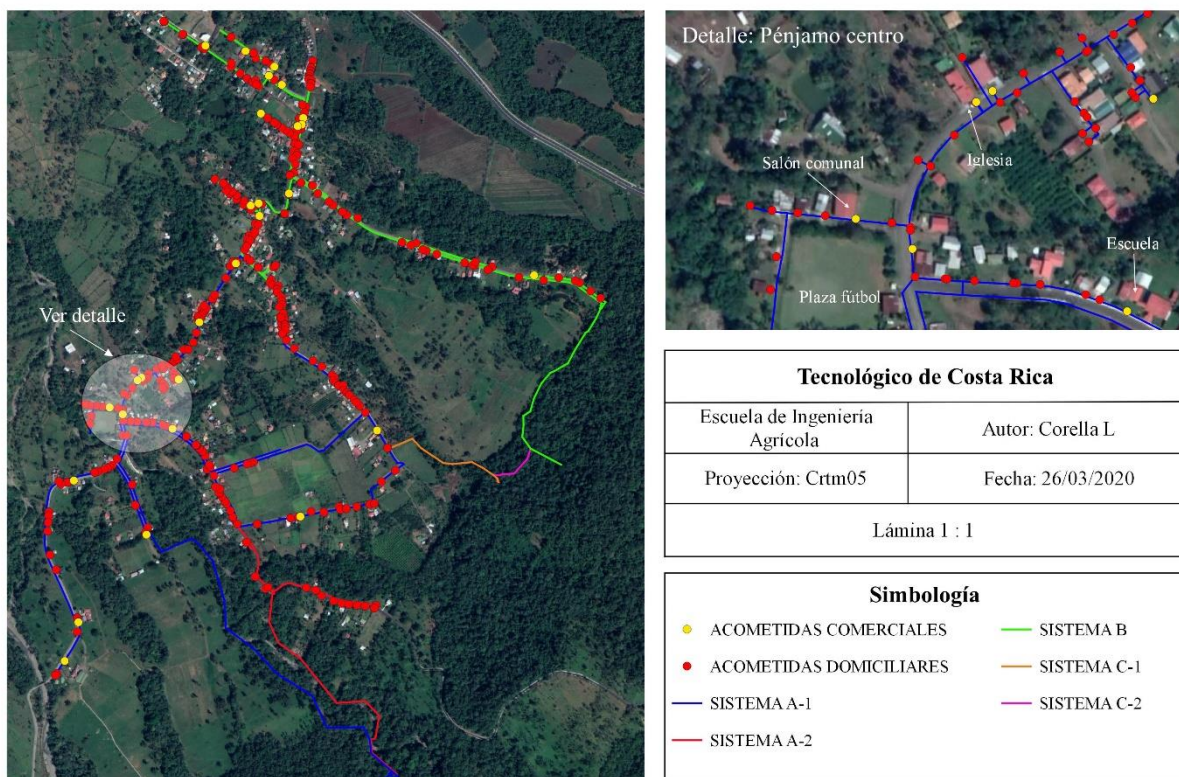 Ver detalle
Detalle: Pénjamo centro
Salón comunal
Iglesia
Escuela
Plaza fútbol
Tecnológico de Costa Rica
Escuela de Ingeniería
Agrícola
Autor: Corella L
Proyección: Crtm05
Fecha: 26/03/2020
Lámina 1 : 1
Simbología
ACOMETIDAS COMERCIALES
SISTEMA B
ACOMETIDAS DOMICILIARES
SISTEMA C-1
SISTEMA A-1
SISTEMA C-2
SISTEMA A-2